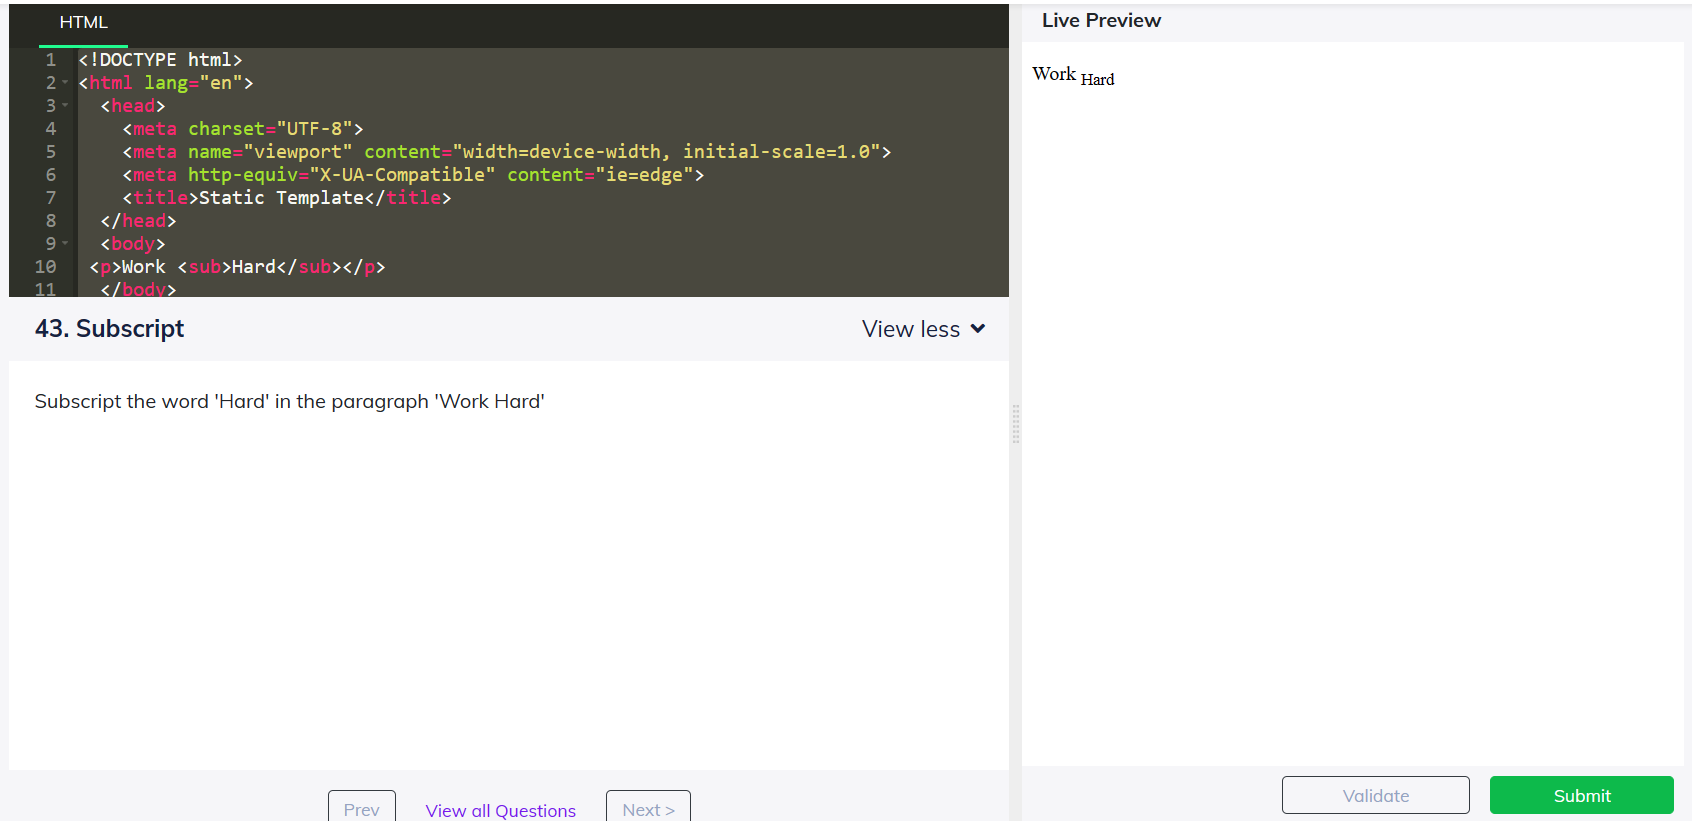 HTML
1 <!DOCTYPE html>
2 <html lang="en">
3 <head>
4 <meta charset="UTF-8">
5 <meta name="viewport" content="width=device-width, initial-scale=1.0">
6 <meta http-equiv="X-UA-Compatible" content="ie=edge">
7 <title>Static Template</title>
8 </head>
9 <body>
10 <p>Work <sub>Hard</sub></p>
11 </body>
43. Subscript
View less
Subscript the word 'Hard' in the paragraph 'Work Hard'
Prev
View all Questions
Next >
Live Preview
Work Hard
Validate
Submit